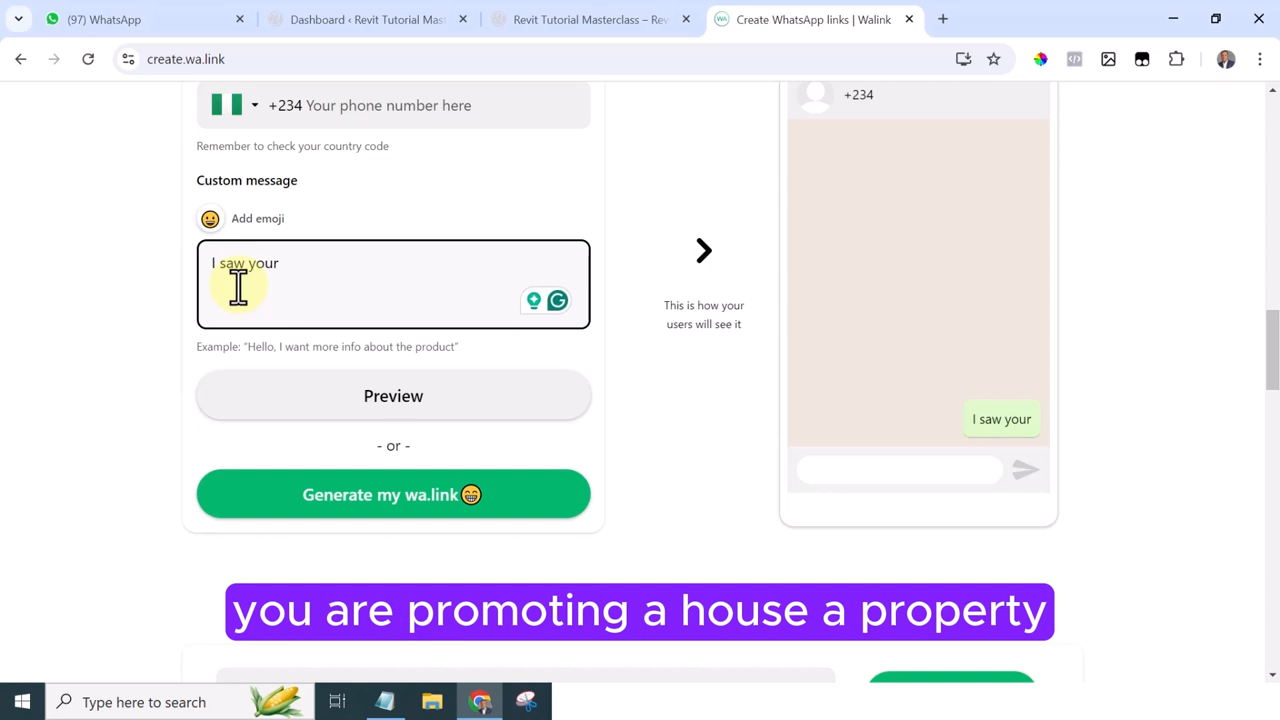 (97) WhatsApp
Dashboard ‹ Revit Tutorial Mas
Revit Tutorial Masterclass – Rev
WA
Create WhatsApp links | Walink
create.wa.link
+234 Your phone number here
+234
Remember to check your country code
Custom message
Add emoji
I saw your
This is how your
users will see it
Example: "Hello, I want more info about the product"
Preview
I saw your
- or -
Generate my wa.link
you are promoting a house a property
Type here to search